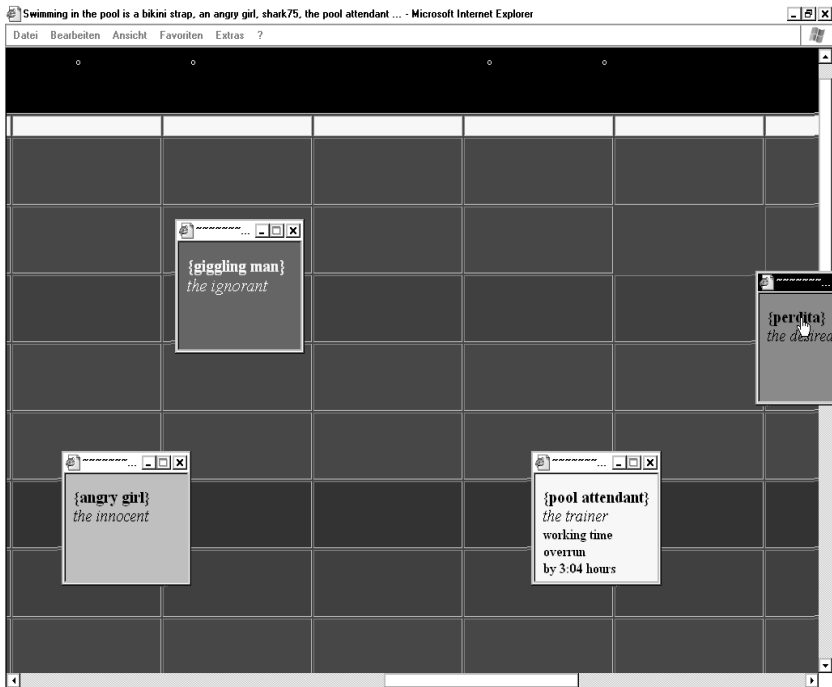 Swimming in the pool is a bikini strap, an angry girl, shark75, the pool attendant ... - Microsoft Internet Explorer
Datei Bearbeiten Ansicht Favoriten Extras ?
~~~~~~~ ...
{giggling man}
the ignorant
~~~~~~~ ...
{perdita}
the desired
~~~~~~~ ...
{angry girl}
the innocent
~~~~~~~ ...
{pool attendant}
the trainer
working time
overrun
by 3:04 hours